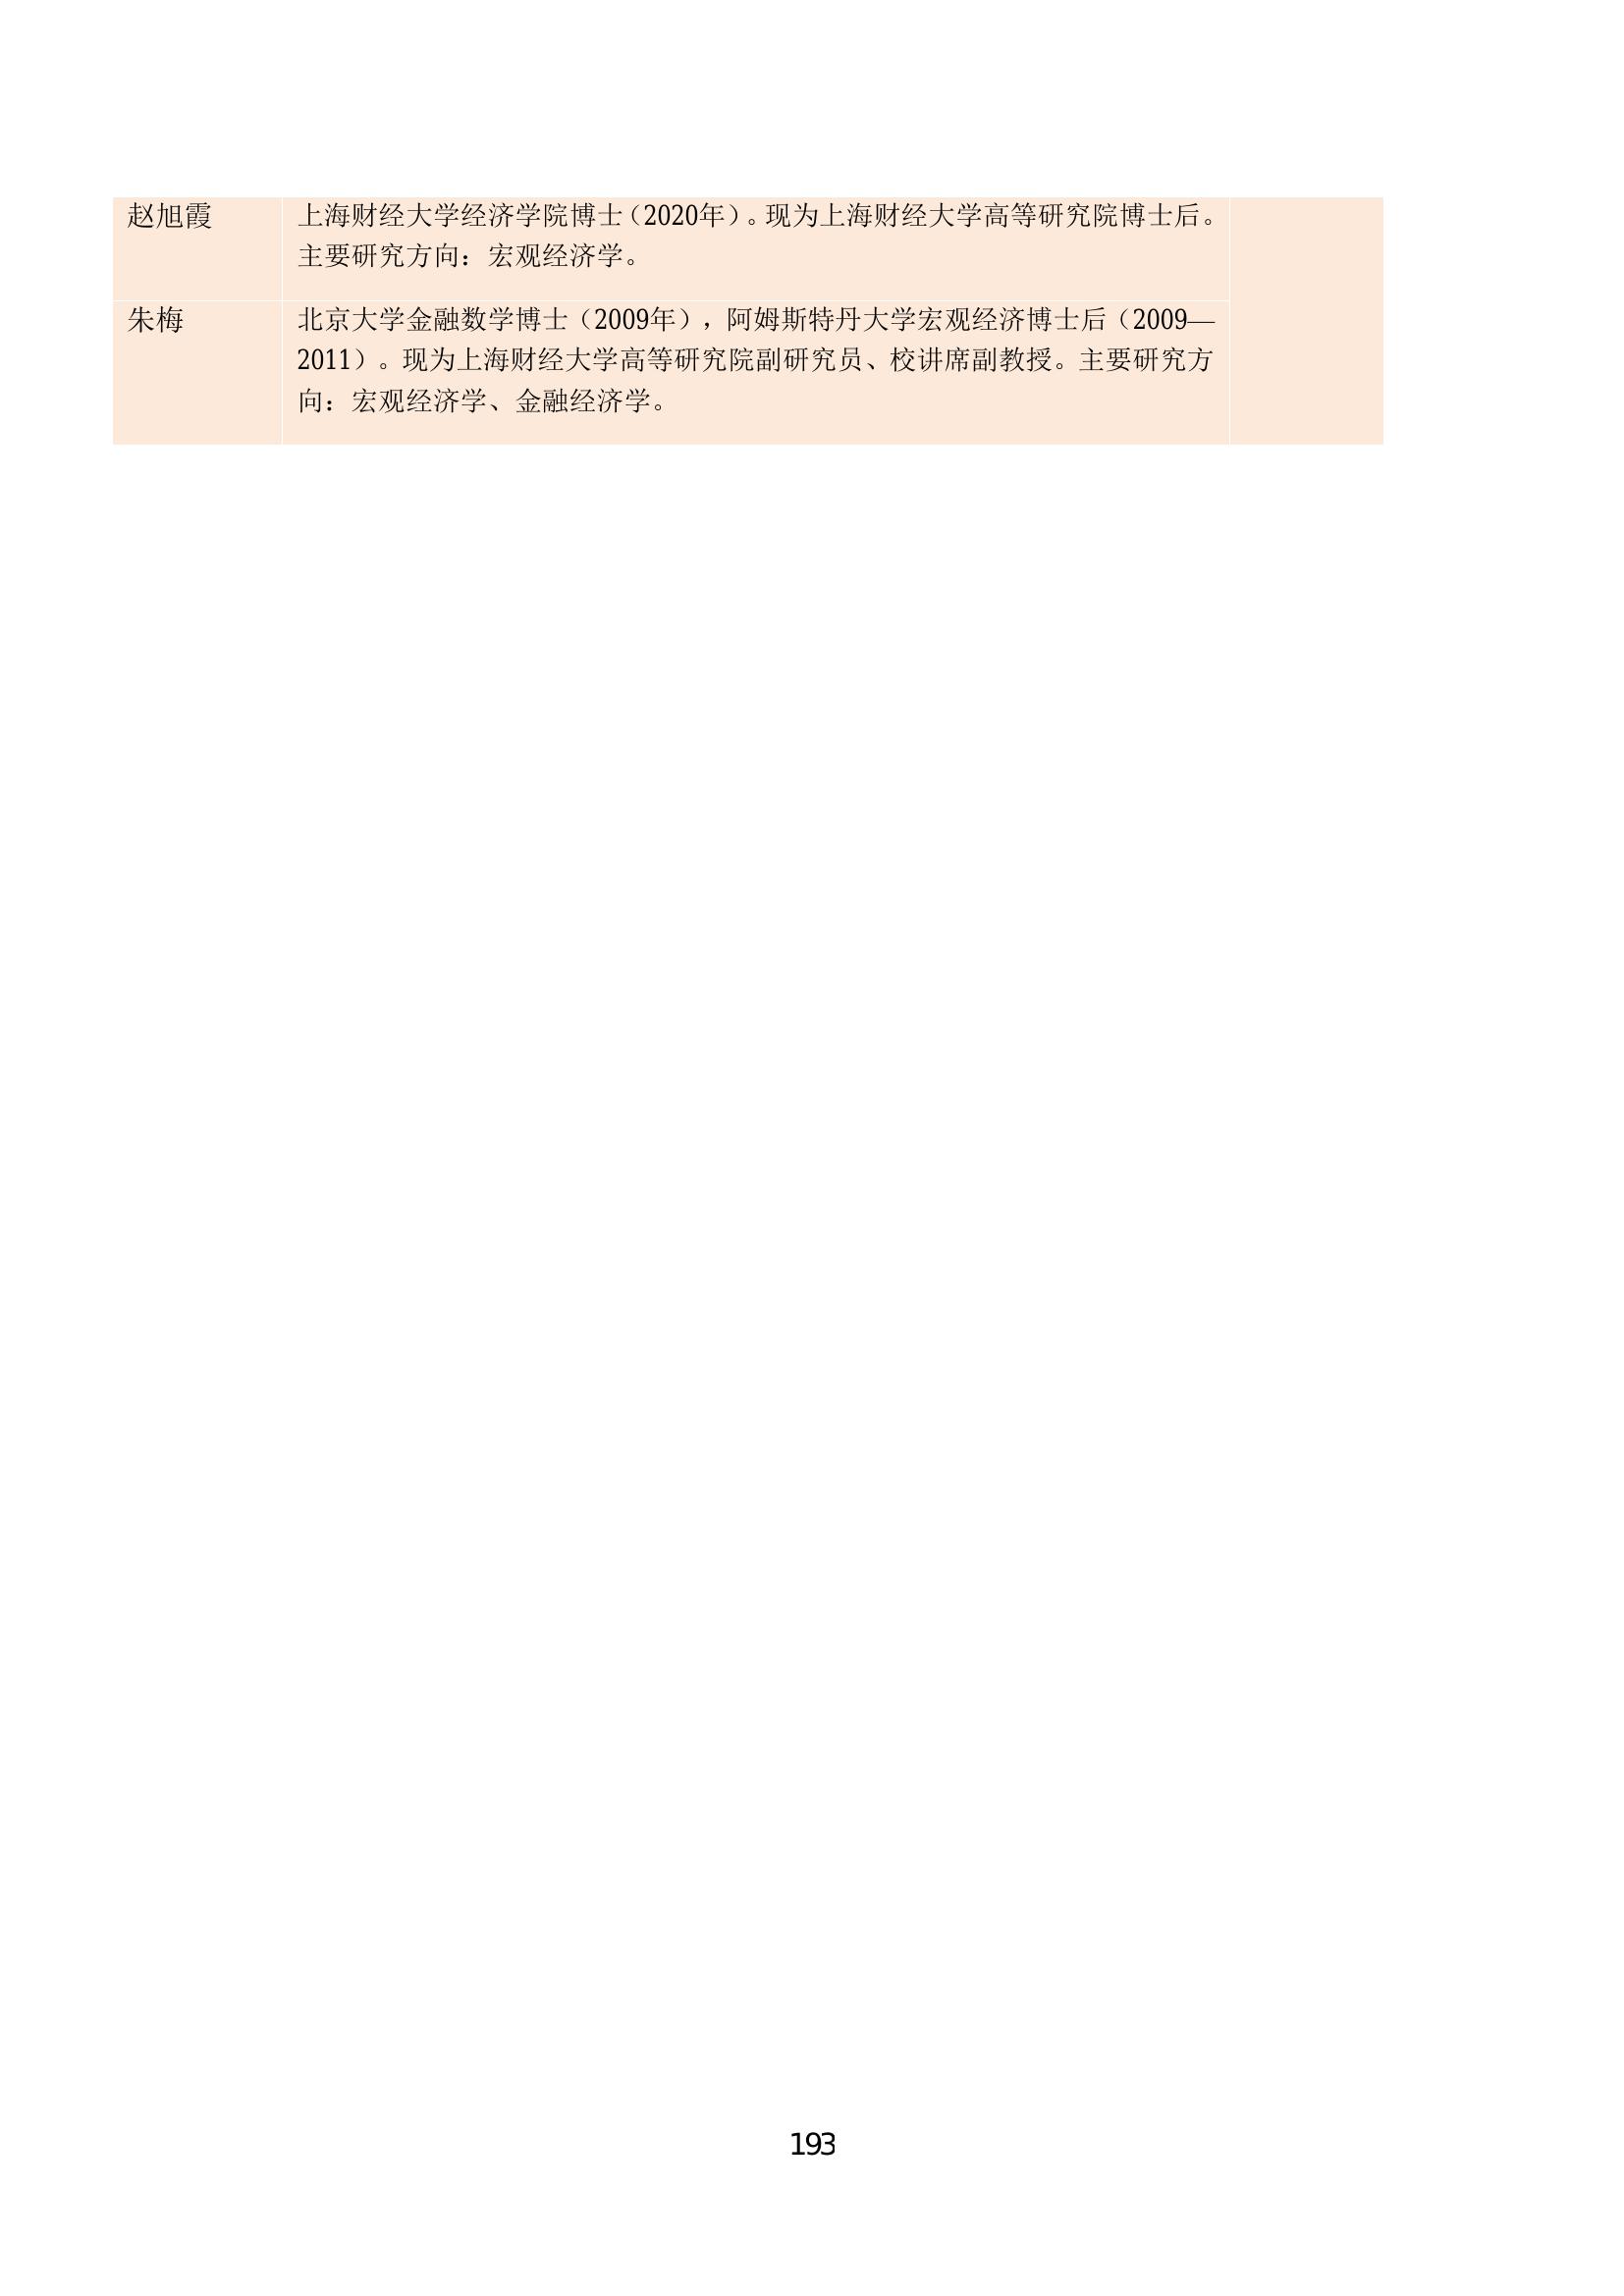 赵旭霞
上海财经大学经济学院博士（2020年）。现为上海财经大学高等研究院博士后。
主要研究方向：宏观经济学。
朱梅
北京大学金融数学博士（2009年），阿姆斯特丹大学宏观经济博士后（2009—
2011）。现为上海财经大学高等研究院副研究员、校讲席副教授。主要研究方
向：宏观经济学、金融经济学。
193